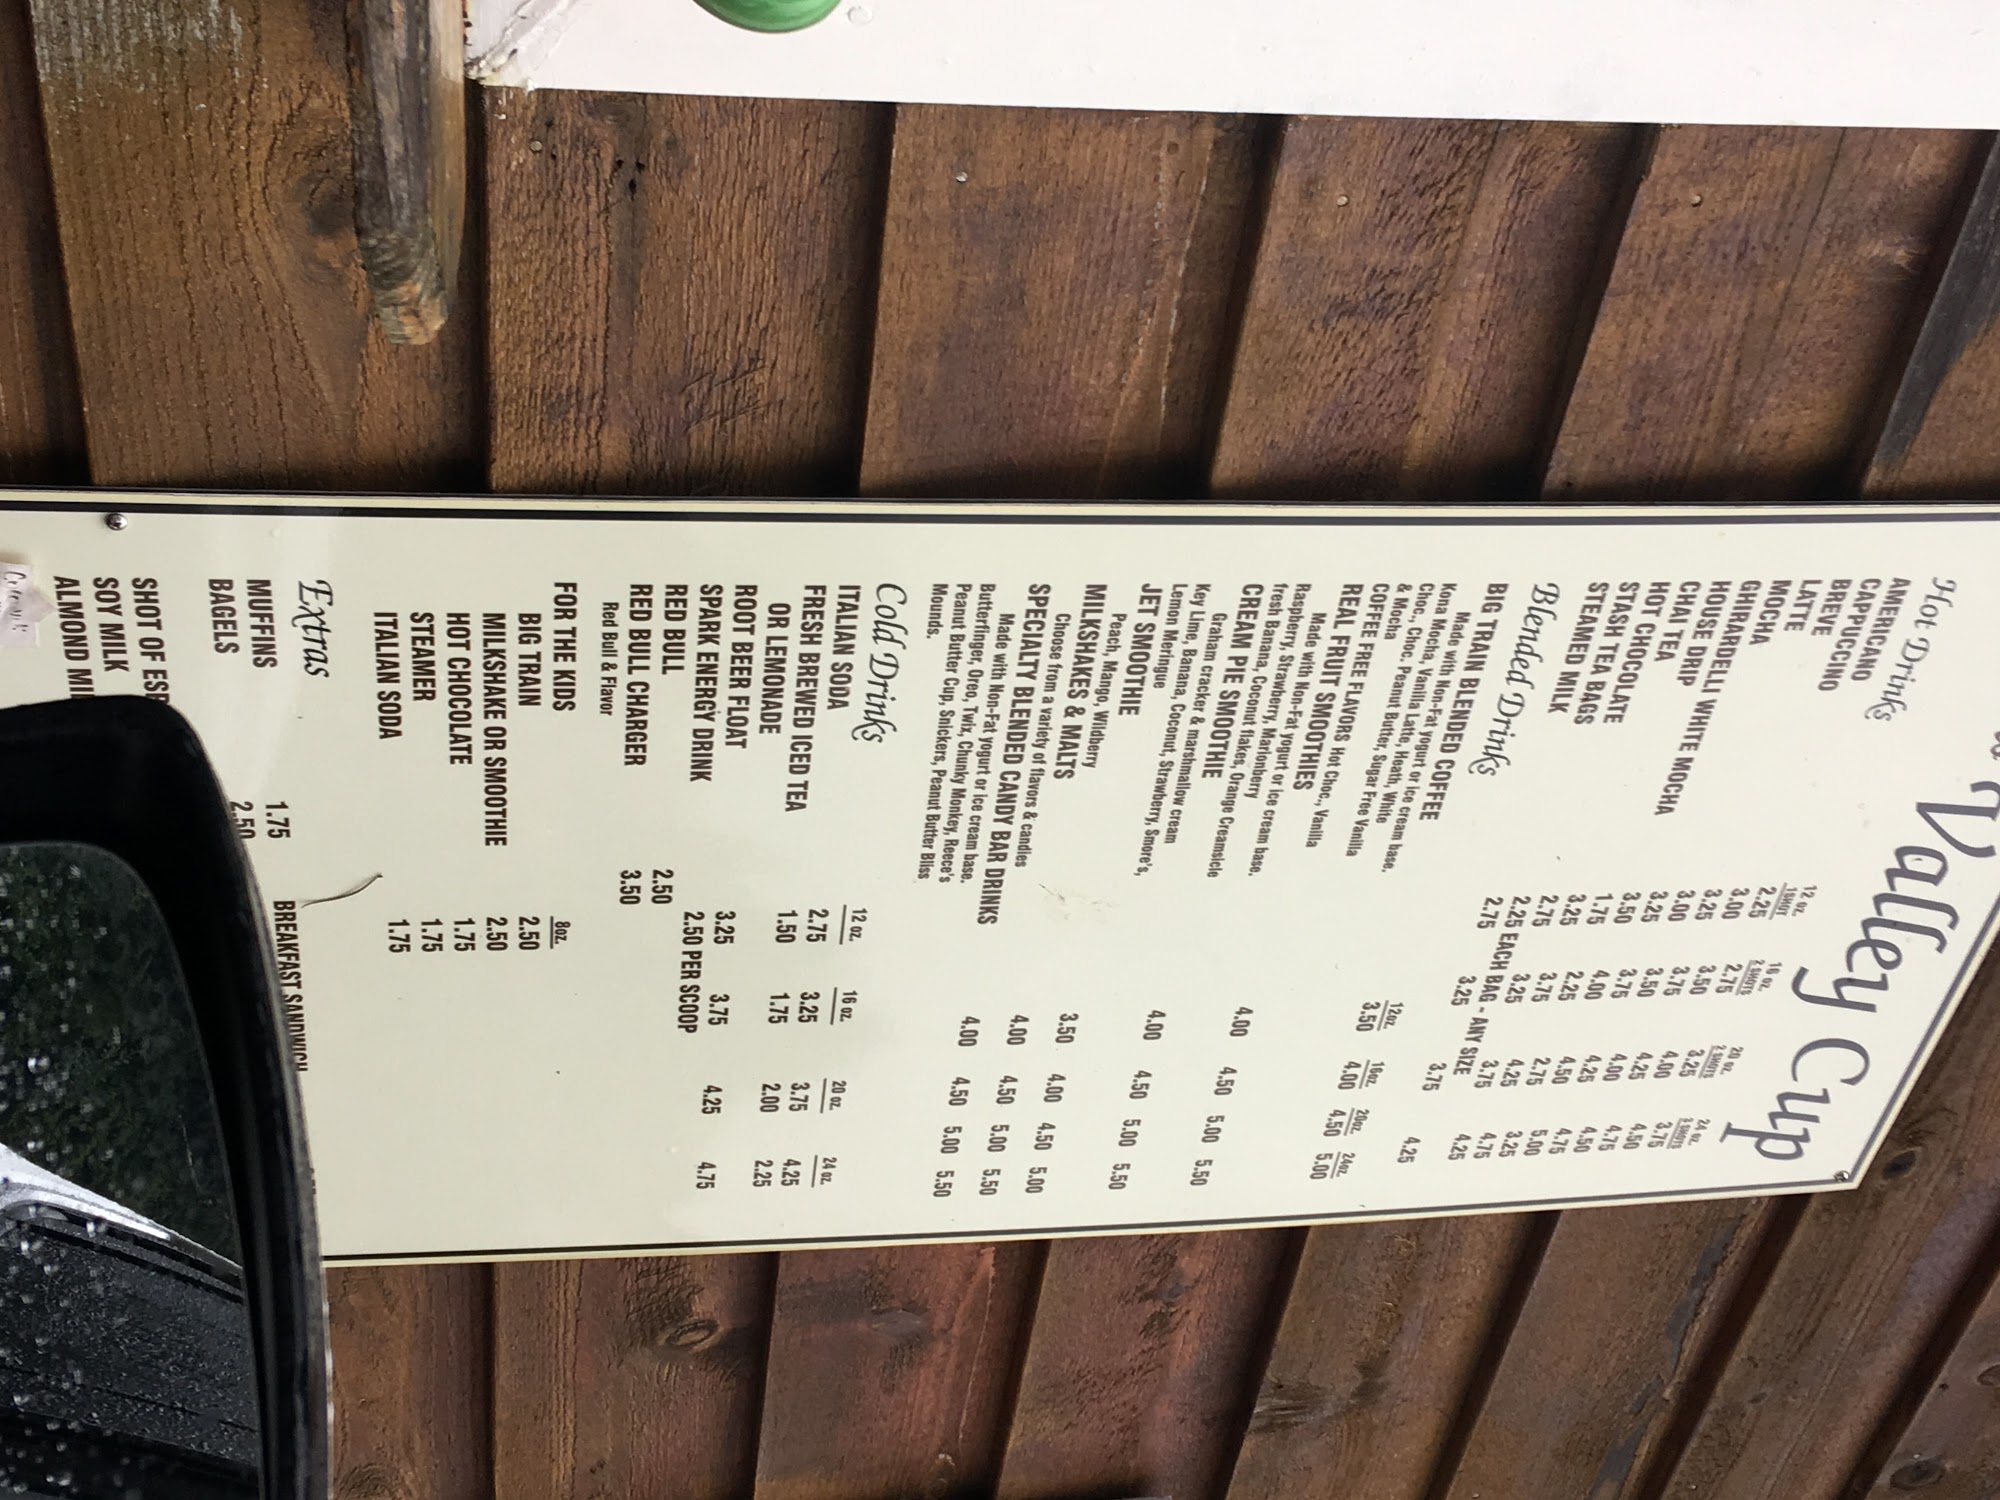 Valley Cup
Hot Drinks
12 oz. 16 oz. 20 oz. 24 oz.
1 SHOT 2 SHOTS 2 SHOTS
AMERICANO 2.25 2.75 3.25 3.75
CAPPUCCINO 3.00 3.50 4.00 4.50
BREVE 3.25 3.75 4.25 4.75
LATTE 3.00 3.50 4.00 4.50
MOCHA 3.25 3.75 4.25 4.75
GHIRARDELLI WHITE MOCHA 3.50 4.00 4.50 5.00
HOUSE DRIP 1.75 2.25 2.75 3.25
CHAI TEA 3.25 3.75 4.25 4.75
HOT CHOCOLATE 2.75 3.25 3.75 4.25
STASH TEA BAGS 2.25 EACH BAG - ANY SIZE
STEAMED MILK 2.75 3.25 3.75 4.25
Blended Drinks
12oz. 16oz. 20oz. 24oz.
BIG TRAIN BLENDED COFFEE 3.50 4.00 4.50 5.00
Made with Non-Fat yogurt or ice cream base.
Kona Mocha, Vanilla Latte, Heath, White
Choc., Choc. Peanut Butter, Sugar Free Vanilla
& Mocha
COFFEE FREE FLAVORS Hot Choc., Vanilla
REAL FRUIT SMOOTHIES 4.00 4.50 5.00 5.50
Made with Non-Fat yogurt or ice cream base.
Raspberry, Strawberry, Marionberry
fresh Banana, Coconut flakes, Orange Creamsicle
CREAM PIE SMOOTHIE 4.00 4.50 5.00 5.50
Graham cracker & marshmallow cream
Key Lime, Banana, Coconut, Strawberry, Smore's,
Lemon Meringue
JET SMOOTHIE 3.50 4.00 4.50 5.00
Peach, Mango, Wildberry
MILKSHAKES & MALTS 4.00 4.50 5.00 5.50
Choose from a variety of flavors & candies
SPECIALTY BLENDED CANDY BAR DRINKS 4.00 4.50 5.00 5.50
Made with Non-Fat yogurt or ice cream base.
Butterfinger, Oreo, Twix, Chunky Monkey, Reece's
Peanut Butter Cup, Snickers, Peanut Butter Bliss
Mounds.
Cold Drinks
12 oz. 16 oz. 20 oz. 24 oz.
ITALIAN SODA 2.75 3.25 3.75 4.25
FRESH BREWED ICED TEA 1.50 1.75 2.00 2.25
OR LEMONADE
ROOT BEER FLOAT 3.25 3.75 4.25 4.75
SPARK ENERGY DRINK 2.50 PER SCOOP
RED BULL 2.50
RED BULL CHARGER 3.50
Red Bull & Flavor
FOR THE KIDS 8oz.
BIG TRAIN 2.50
MILKSHAKE OR SMOOTHIE 2.50
HOT CHOCOLATE 1.75
STEAMER 1.75
ITALIAN SODA 1.75
Extras
MUFFINS 1.75 BREAKFAST SANDWICH
BAGELS 2.50
SHOT OF ESP
SOY MILK
ALMOND MI